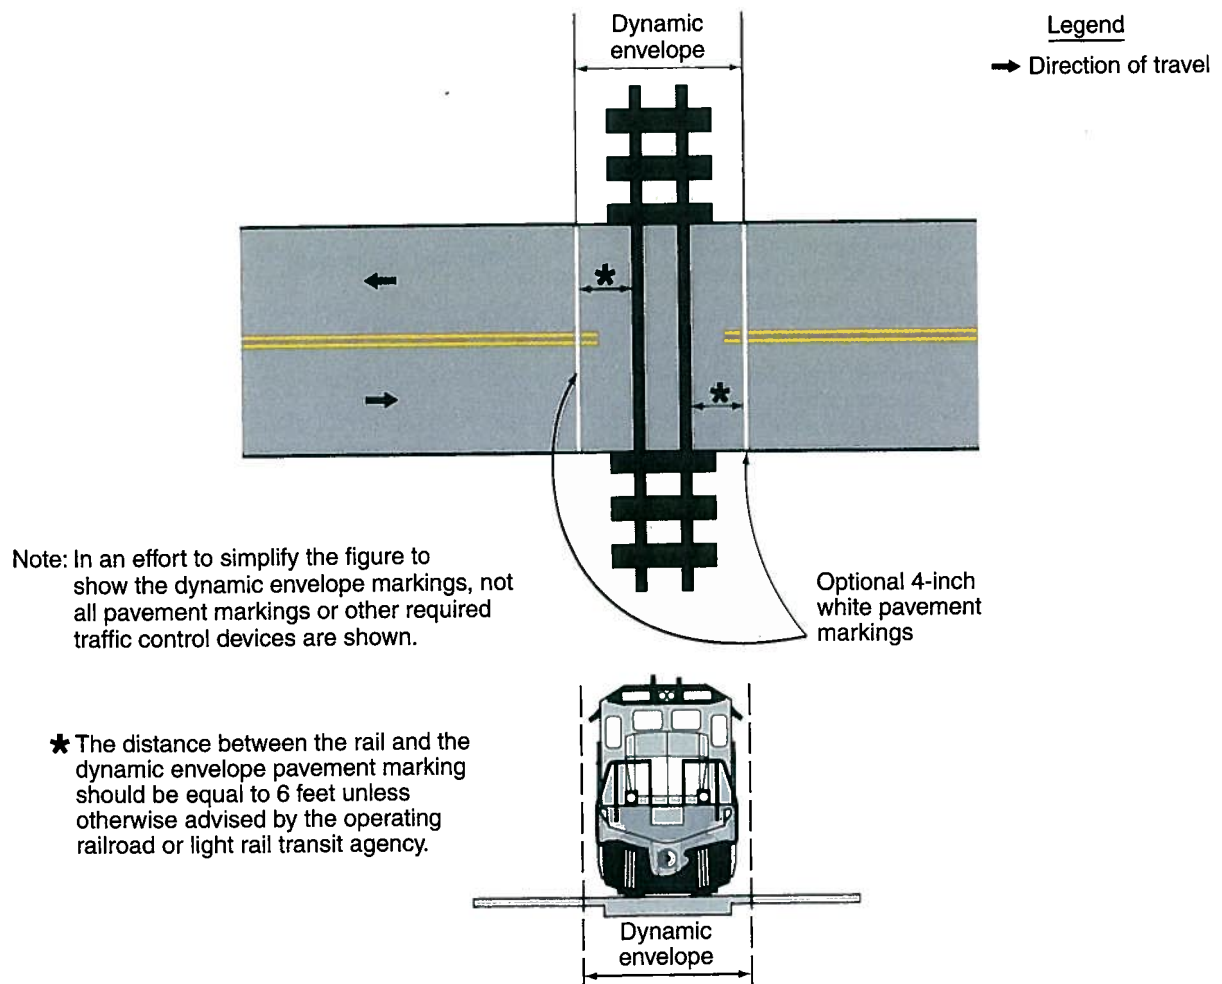 Dynamic
envelope
Legend
Direction of travel
*
*
Note: In an effort to simplify the figure to
show the dynamic envelope markings, not
all pavement markings or other required
traffic control devices are shown.
Optional 4-inch
white pavement
markings
* The distance between the rail and the
dynamic envelope pavement marking
should be equal to 6 feet unless
otherwise advised by the operating
railroad or light rail transit agency.
Dynamic
envelope